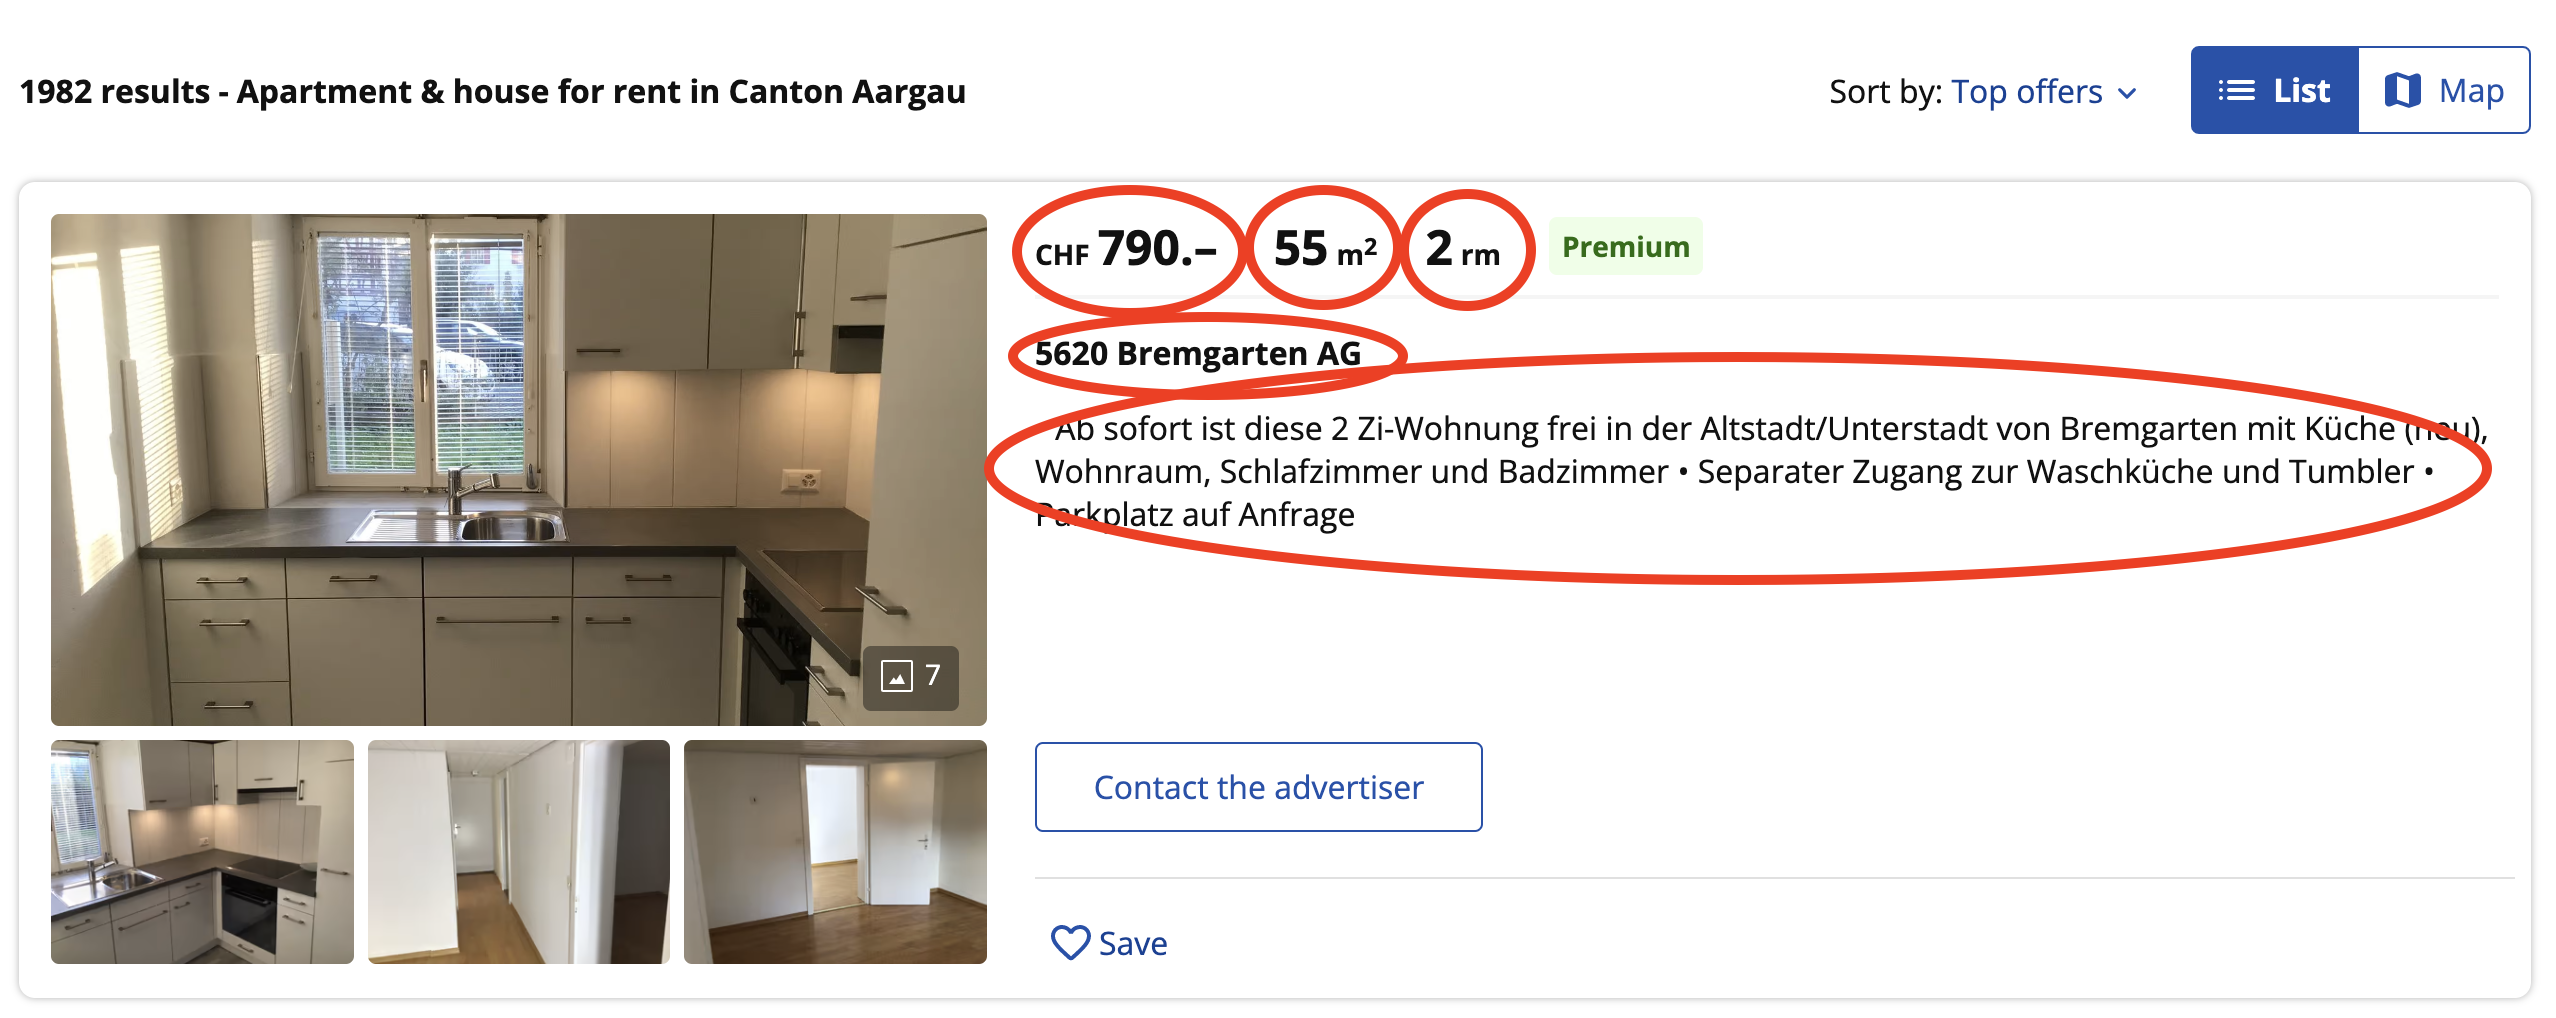 1982 results - Apartment & house for rent in Canton Aargau
Sort by: Top offers
List
Map
CHF 790.–
55 m²
2 rm
Premium
5620 Bremgarten AG
Ab sofort ist diese 2 Zi-Wohnung frei in der Altstadt/Unterstadt von Bremgarten mit Küche (neu),
Wohnraum, Schlafzimmer und Badzimmer • Separater Zugang zur Waschküche und Tumbler •
Parkplatz auf Anfrage
7
Contact the advertiser
Save